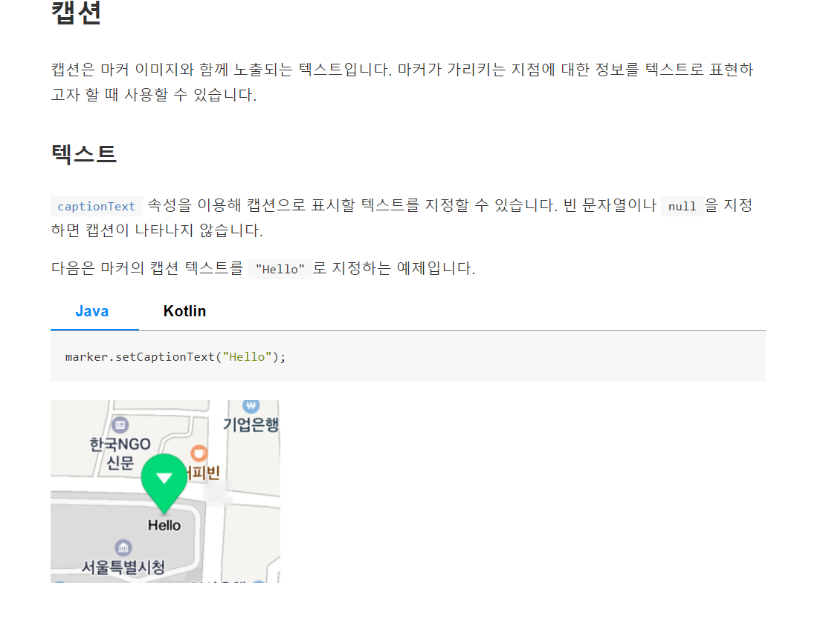 캡션
캡션은 마커 이미지와 함께 노출되는 텍스트입니다. 마커가 가리키는 지점에 대한 정보를 텍스트로 표현하
고자 할 때 사용할 수 있습니다.
텍스트
captionText 속성을 이용해 캡션으로 표시할 텍스트를 지정할 수 있습니다. 빈 문자열이나 null 을 지정
하면 캡션이 나타나지 않습니다.
다음은 마커의 캡션 텍스트를 "Hello" 로 지정하는 예제입니다.
Java Kotlin
marker.setCaptionText("Hello");
기업은행
한국NGO
신문
피빈
Hello
서울특별시청